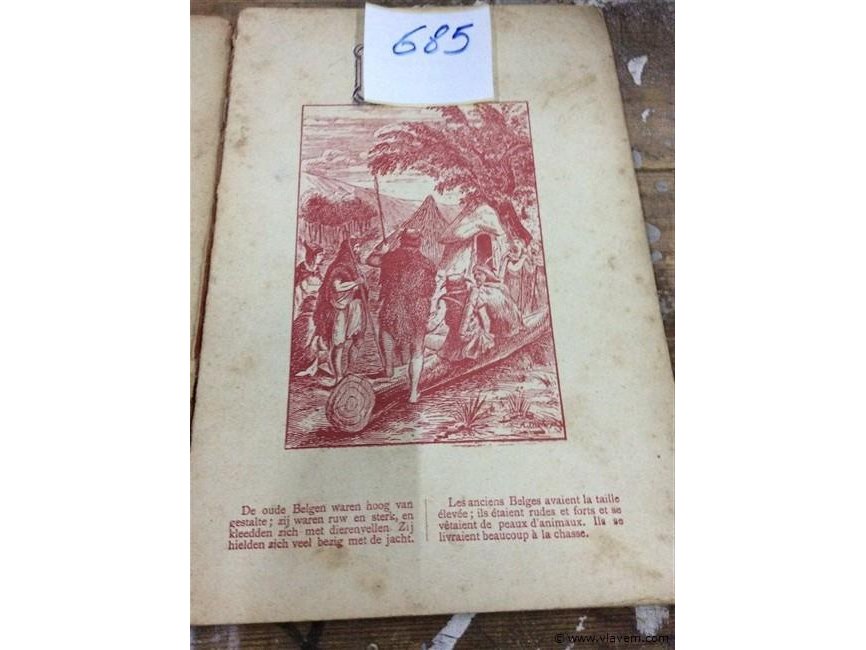 685
De oude Belgen waren hoog van
gestalte; zij waren ruw en sterk, en
kleedden zich met dierenvellen. Zij
hielden zich veel bezig met de jacht.
Les anciens Belges avaient la taille
élevée; ils étaient rudes et forts et se
vêtaient de peaux d'animaux. Ils se
livraient beaucoup à la chasse.
© www.vlavem.com